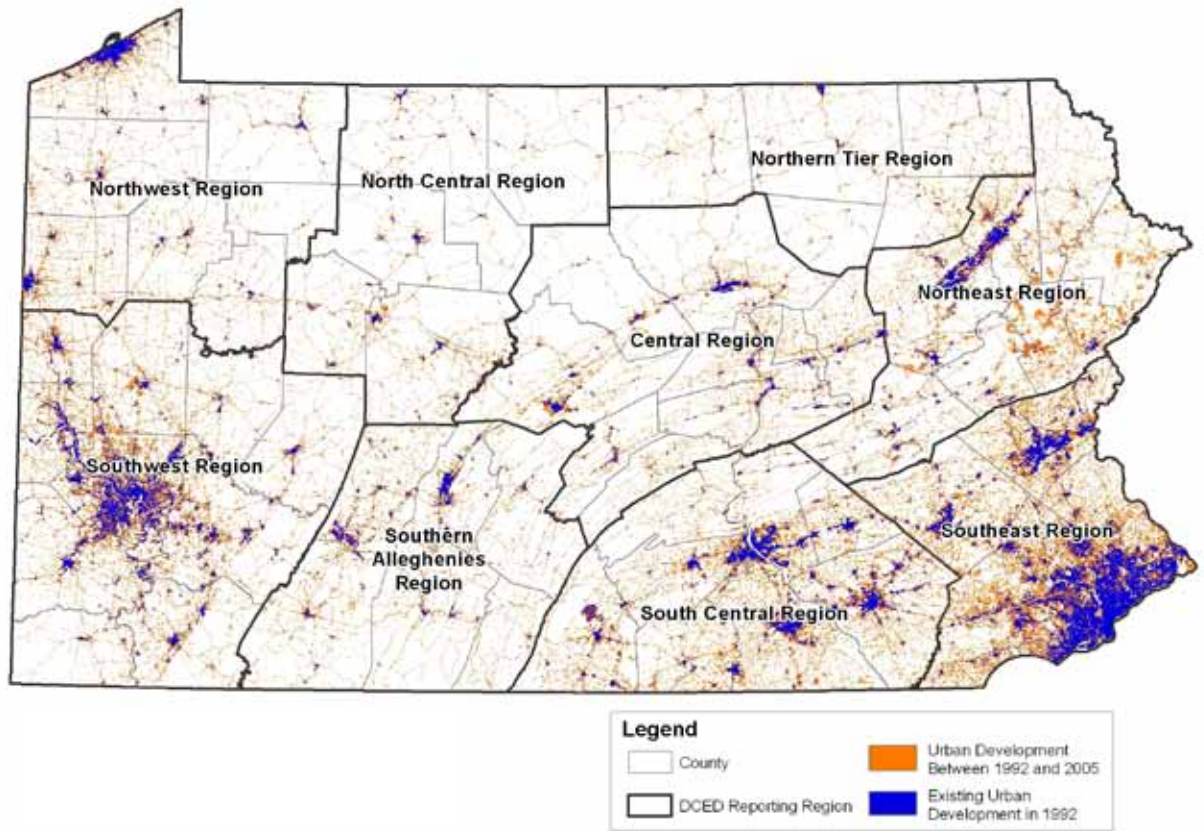 Northwest Region
North Central Region
Northern Tier Region
Northeast Region
Central Region
Southwest Region
Southern
Alleghenies
Region
Southeast Region
South Central Region
Legend
County
DCED Reporting Region
Urban Development
Between 1992 and 2005
Existing Urban
Development in 1992